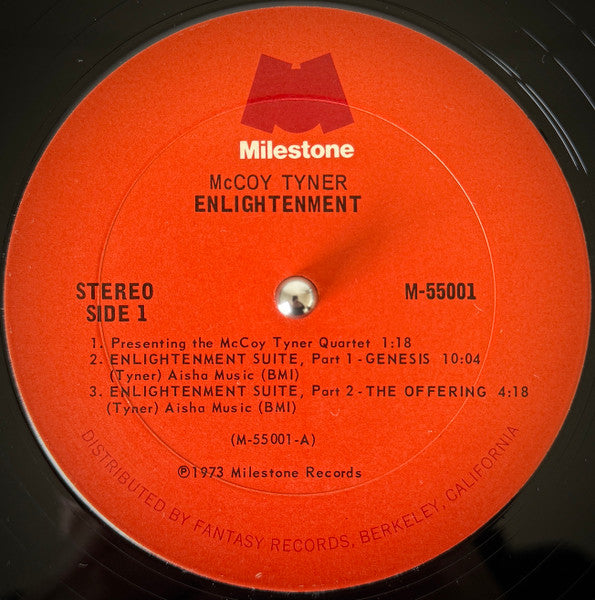 Milestone
McCOY TYNER
ENLIGHTENMENT
STEREO
SIDE 1
M-55001
1. Presenting the McCoy Tyner Quartet 1:18
2. ENLIGHTENMENT SUITE, Part 1 - GENESIS 10:04
(Tyner) Aisha Music (BMI)
3. ENLIGHTENMENT SUITE, Part 2 - THE OFFERING 4:18
(Tyner) Aisha Music (BMI)
(M-55001-A)
℗1973 Milestone Records
DISTRIBUTED BY FANTASY RECORDS, BERKELEY, CALIFORNIA